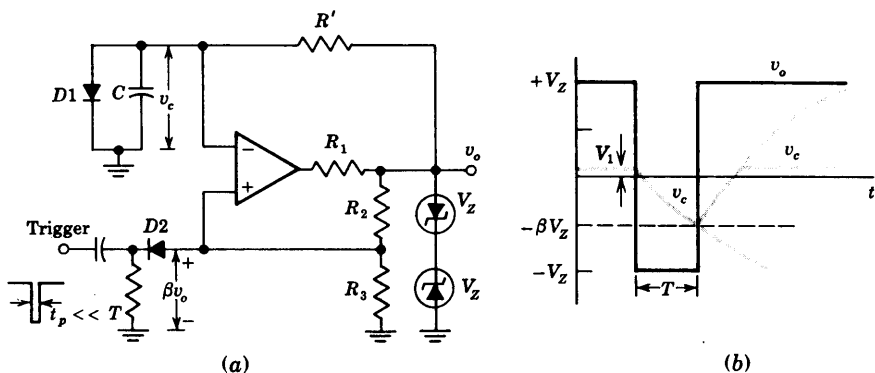 R'
D1
C
v_c
−
+
R_1
v_o
V_Z
R_2
Trigger
D2
+
βv_o
−
R_3
V_Z
t_p << T
(a)
+V_Z
v_o
V_1
v_c
v_c
t
−βV_Z
−V_Z
T
(b)